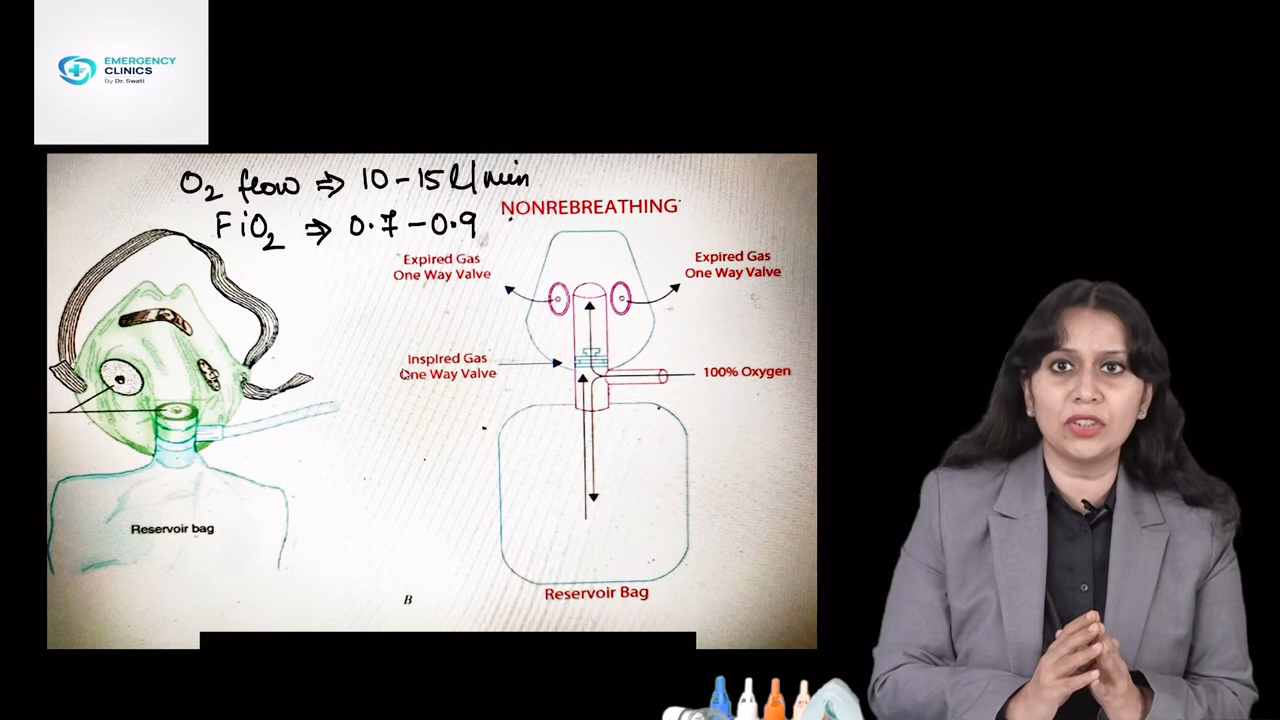 EMERGENCY
CLINICS
By Dr. Swati
O₂ flow ⇒ 10-15 l/min
FiO₂ ⇒ 0.7-0.9
NONREBREATHING
Expired Gas
One Way Valve
Expired Gas
One Way Valve
Inspired Gas
One Way Valve
100% Oxygen
Reservoir bag
Reservoir Bag
B